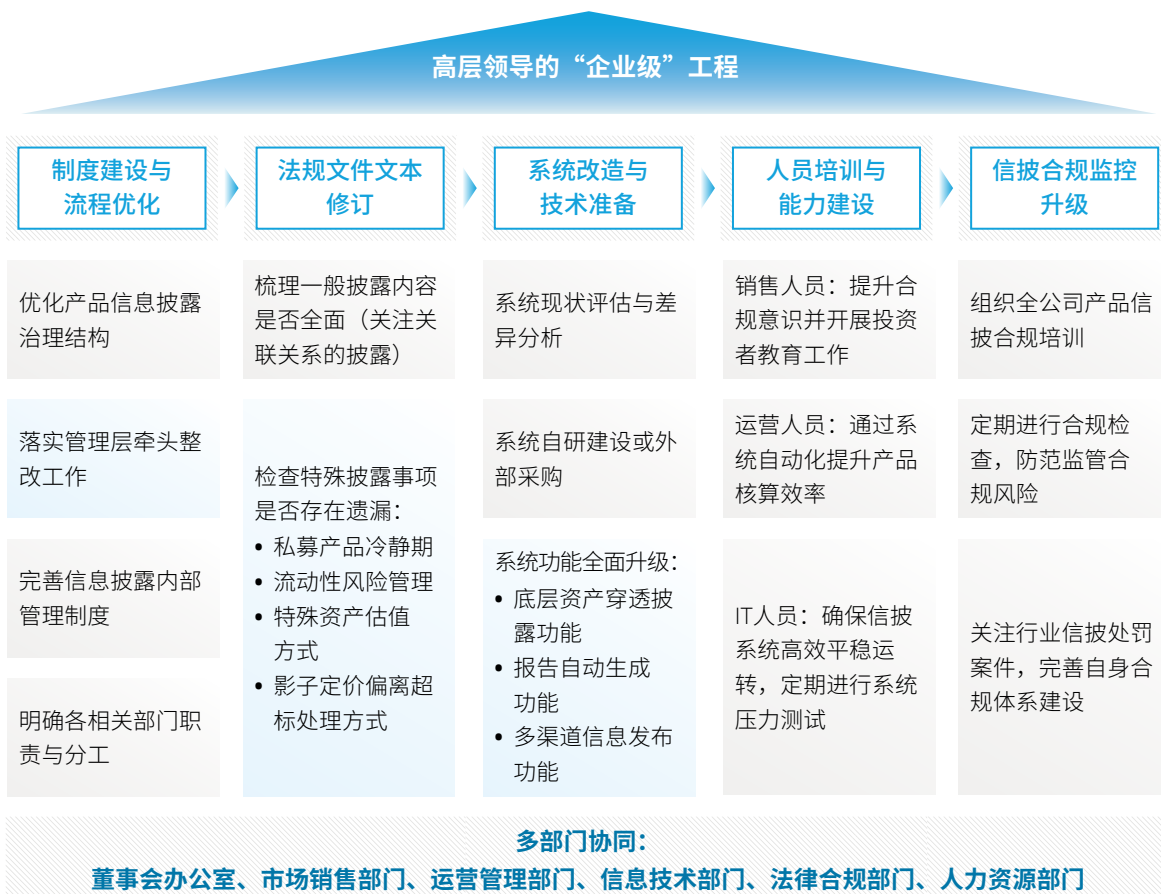 高层领导的“企业级”工程
制度建设与
流程优化
法规文件文本
修订
系统改造与
技术准备
人员培训与
能力建设
信披合规监控
升级
优化产品信息披露
治理结构
落实管理层牵头整
改工作
完善信息披露内部
管理制度
明确各相关部门职
责与分工
梳理一般披露内容
是否全面（关注关
联关系的披露）
检查特殊披露事项
是否存在遗漏：
• 私募产品冷静期
• 流动性风险管理
• 特殊资产估值
方式
• 影子定价偏离超
标处理方式
系统现状评估与差
异分析
系统自研建设或外
部采购
系统功能全面升级：
• 底层资产穿透披
露功能
• 报告自动生成
功能
• 多渠道信息发布
功能
销售人员：提升合
规意识并开展投资
者教育工作
运营人员：通过系
统自动化提升产品
核算效率
IT人员：确保信披
系统高效平稳运
转，定期进行系统
压力测试
组织全公司产品信
披合规培训
定期进行合规检
查，防范监管合
规风险
关注行业信披处罚
案件，完善自身合
规体系建设
多部门协同：
董事会办公室、市场销售部门、运营管理部门、信息技术部门、法律合规部门、人力资源部门